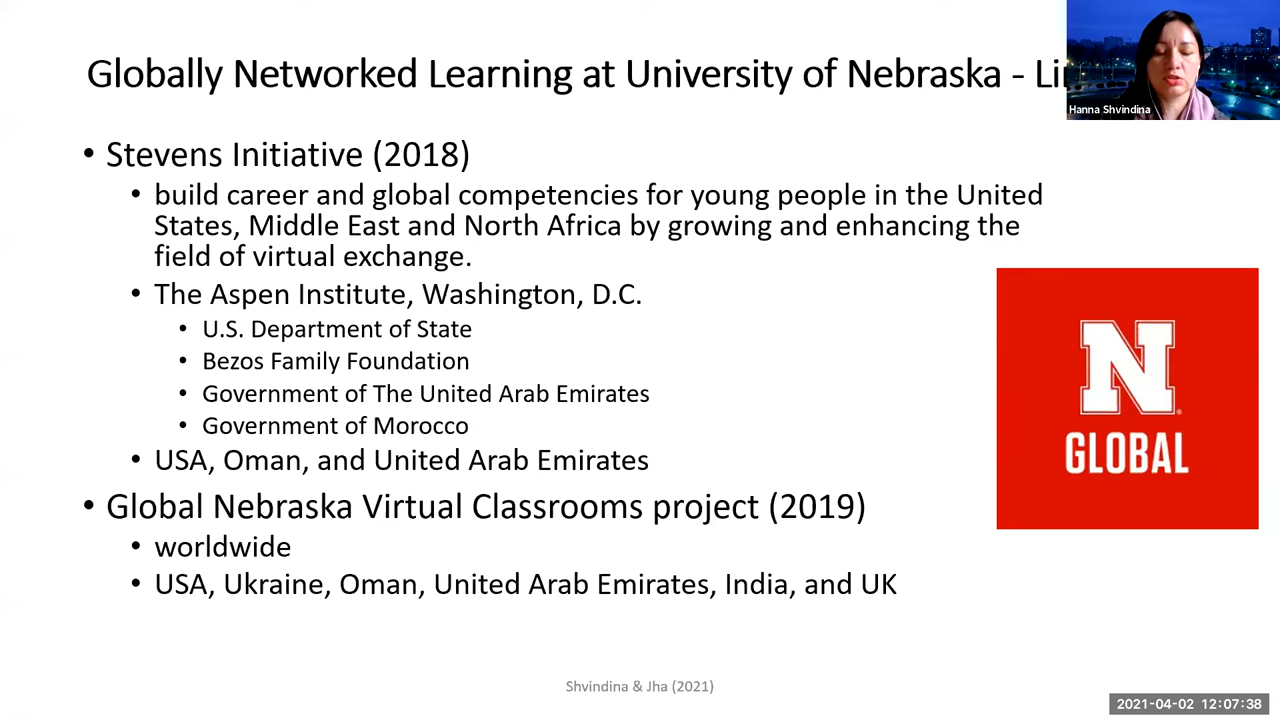 Globally Networked Learning at University of Nebraska -
Hanna Shvindina
• Stevens Initiative (2018)
• build career and global competencies for young people in the United
States, Middle East and North Africa by growing and enhancing the
field of virtual exchange.
• The Aspen Institute, Washington, D.C.
• U.S. Department of State
• Bezos Family Foundation
• Government of The United Arab Emirates
• Government of Morocco
• USA, Oman, and United Arab Emirates
• Global Nebraska Virtual Classrooms project (2019)
• worldwide
• USA, Ukraine, Oman, United Arab Emirates, India, and UK
N
GLOBAL
Shvindina & Jha (2021)
2021-04-02 12:07:38